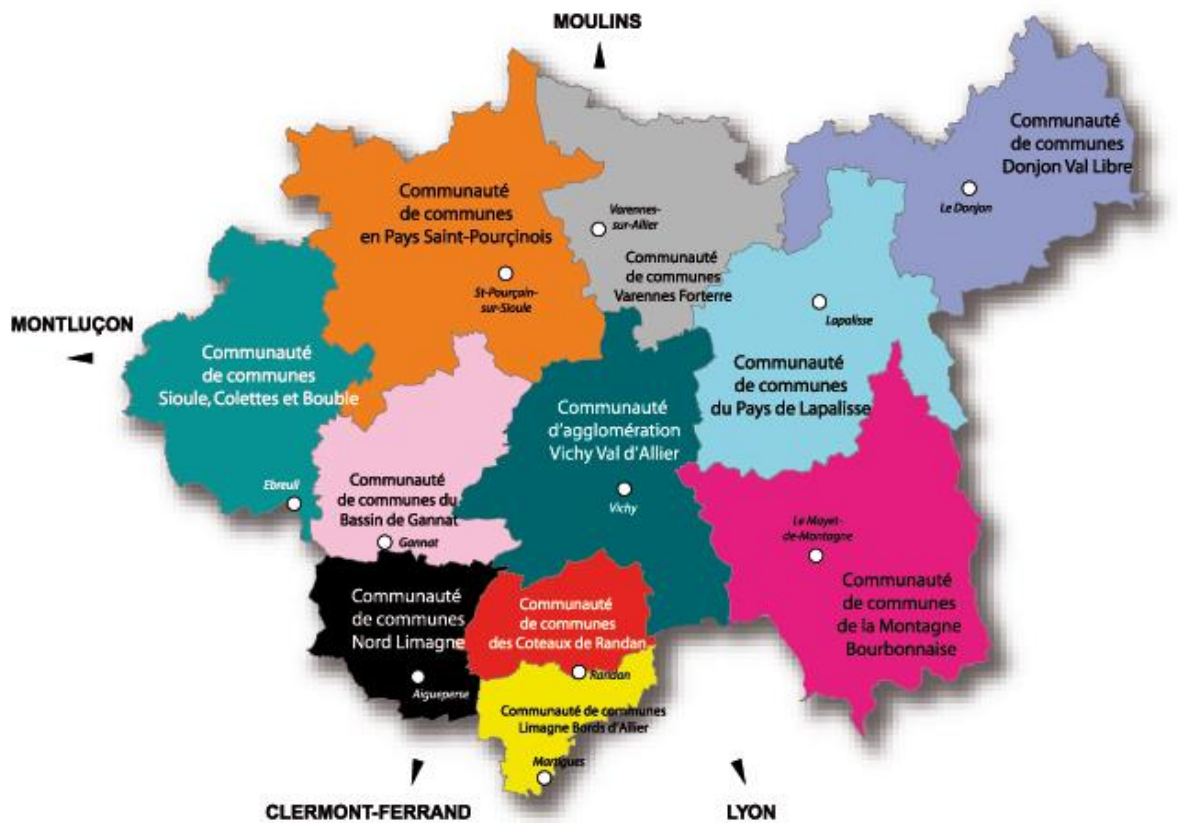 MOULINS
Communauté
de communes
Donjon Val Libre
Le Donjon
Communauté
de communes
en Pays Saint-Pourçinois
St-Pourçain-
sur-Sioule
Varennes-
sur-Allier
Communauté
de communes
Varennes Forterre
Lapalisse
Communauté
de communes
du Pays de Lapalisse
MONTLUÇON
Communauté
de communes
Sioule, Colettes et Bouble
Ebreuil
Communauté
d'agglomération
Vichy Val d'Allier
Vichy
Communauté
de communes du
Bassin de Gannat
Gannat
Le Mayet-
de-Montagne
Communauté
de communes
de la Montagne
Bourbonnaise
Communauté
de communes
Nord Limagne
Aigueperse
Communauté
de communes
des Coteaux de Randan
Randan
Communauté de communes
Limagne Bords d'Allier
Maringues
CLERMONT-FERRAND
LYON